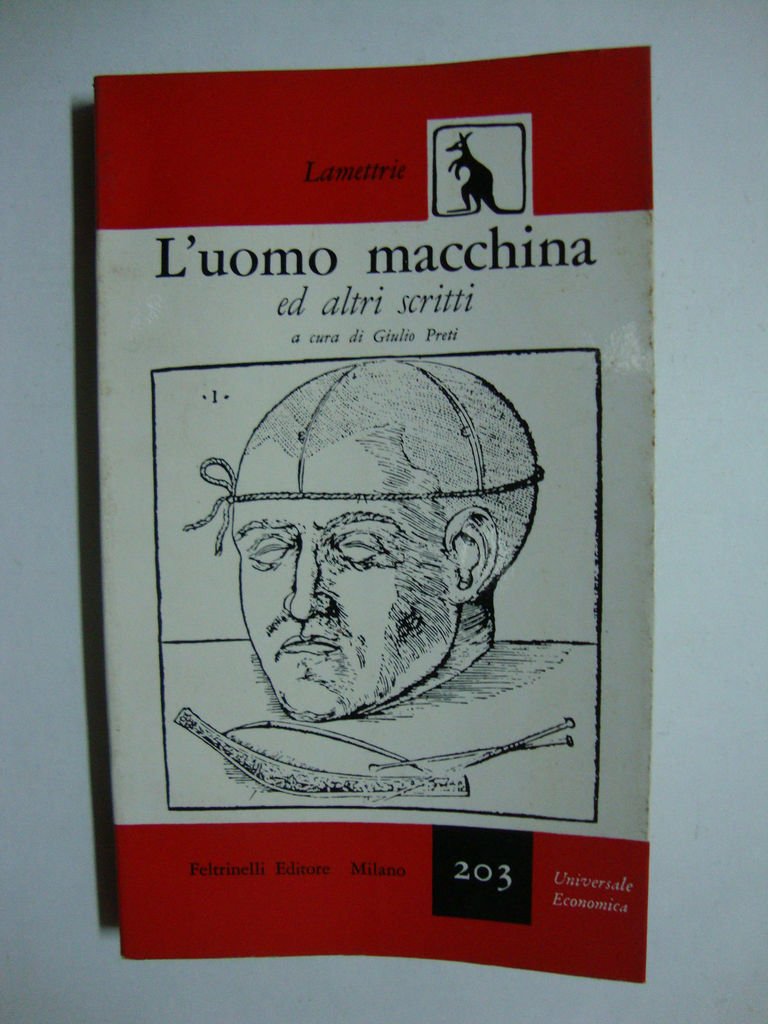 Lamettrie
L'uomo macchina
ed altri scritti
a cura di Giulio Preti
·I·
Feltrinelli Editore Milano
203
Universale
Economica